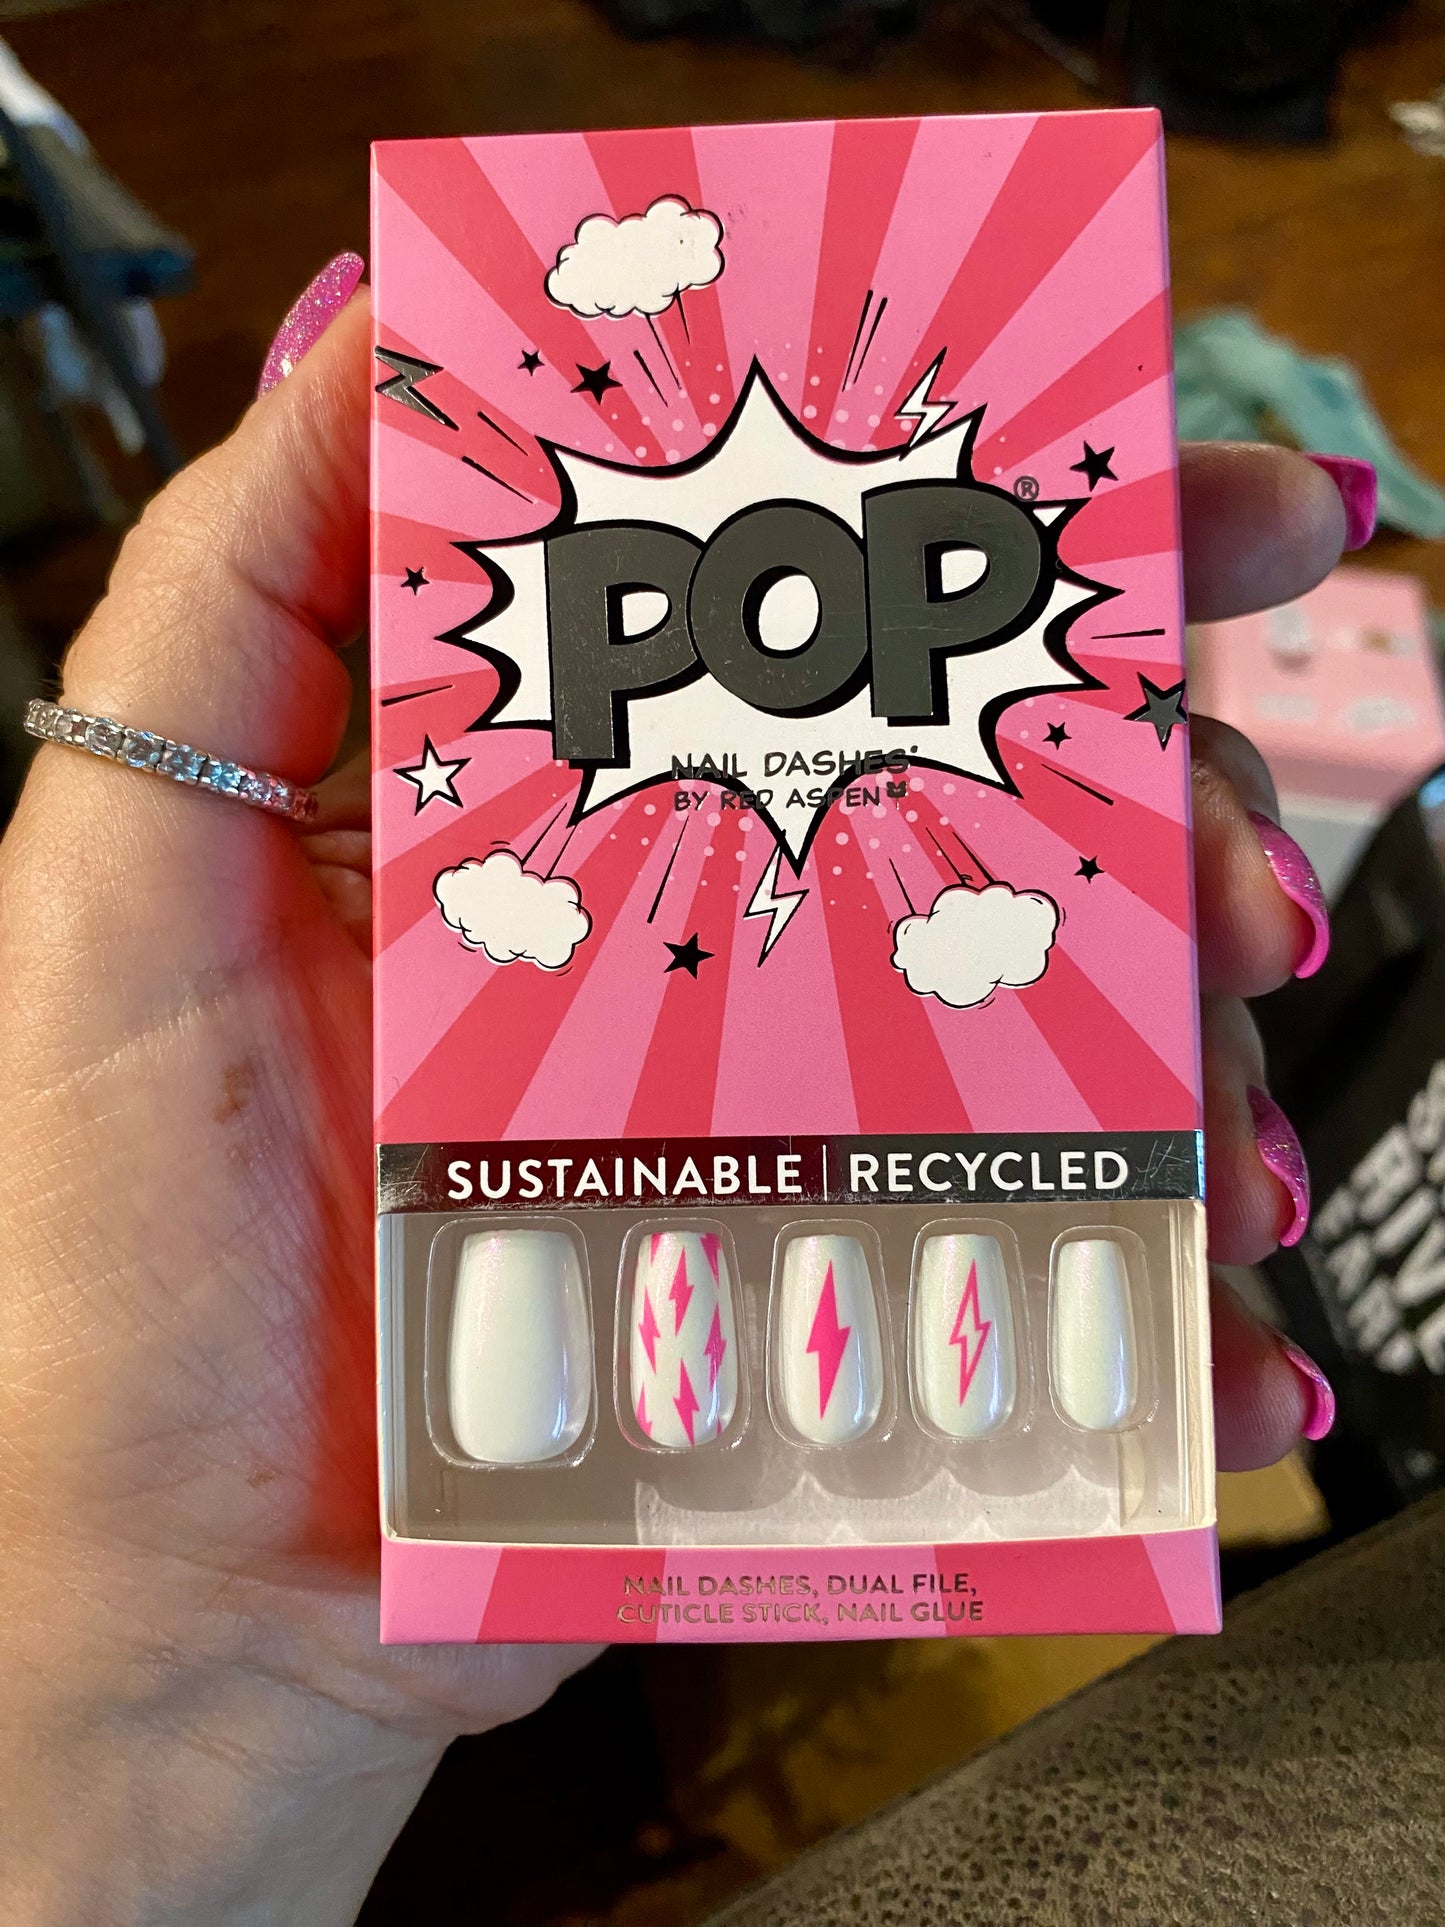 POP®
NAIL DASHES®
BY RED ASPEN
SUSTAINABLE | RECYCLED
NAIL DASHES, DUAL FILE,
CUTICLE STICK, NAIL GLUE